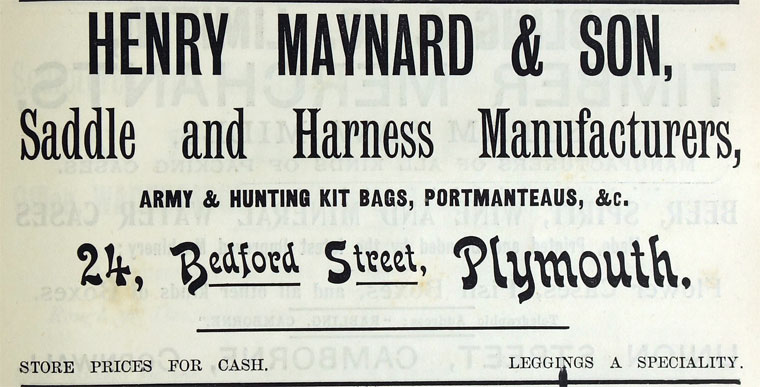 HENRY MAYNARD & SON,
Saddle and Harness Manufacturers,
ARMY & HUNTING KIT BAGS, PORTMANTEAUS, &c.
24, Bedford Street, Plymouth,
STORE PRICES FOR CASH. LEGGINGS A SPECIALITY.